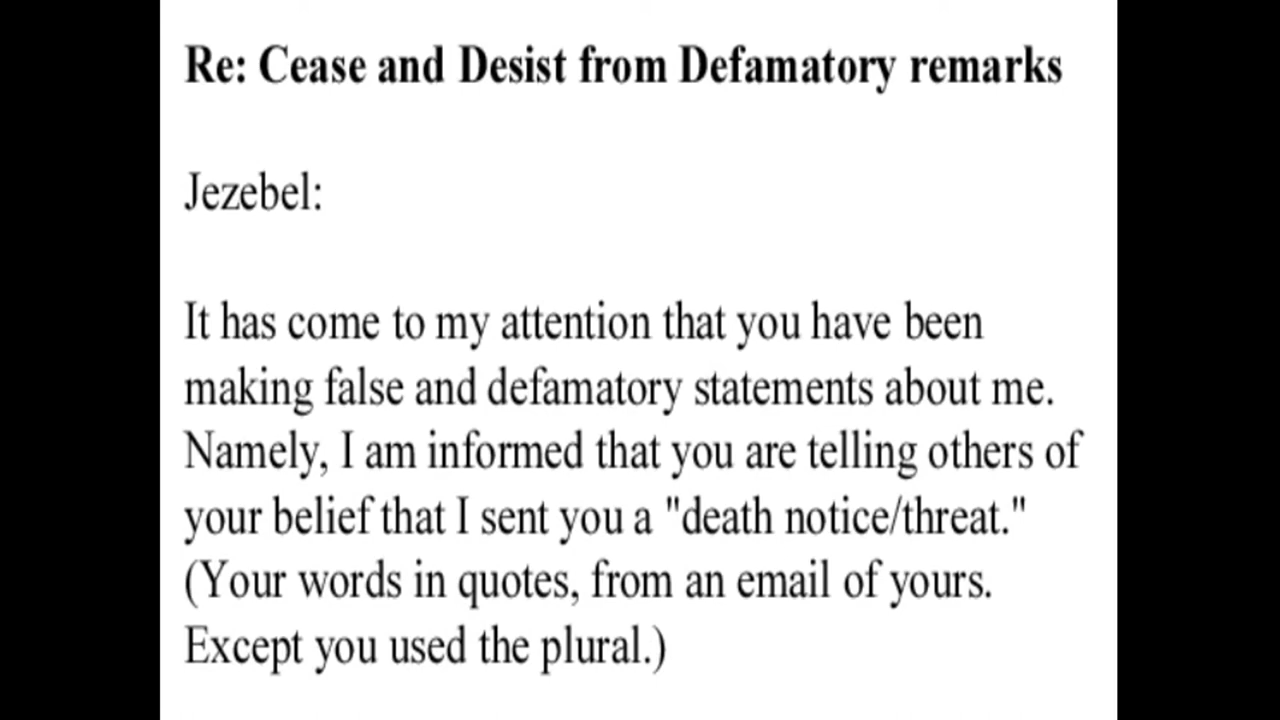 Re: Cease and Desist from Defamatory remarks
Jezebel:
It has come to my attention that you have been
making false and defamatory statements about me.
Namely, I am informed that you are telling others of
your belief that I sent you a "death notice/threat."
(Your words in quotes, from an email of yours.
Except you used the plural.)